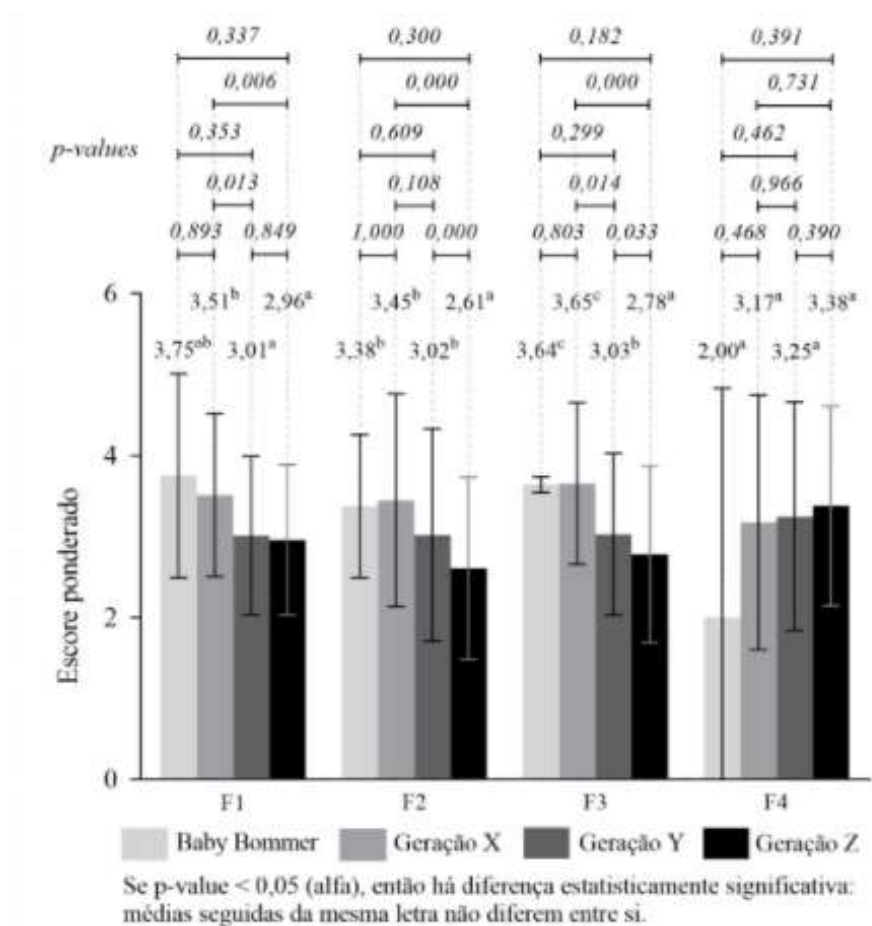 0,337 0,300 0,182 0,391
0,006 0,000 0,000 0,731
0,353 0,609 0,299 0,462
p-values
0,013 0,108 0,014 0,966
0,893 0,849 1,000 0,000 0,803 0,033 0,468 0,390
6
3,51ᵇ 2,96ᵃ 3,45ᵇ 2,61ᵃ 3,65ᶜ 2,78ᵃ 3,17ᵃ 3,38ᵃ
3,75ᵃᵇ 3,01ᵃ 3,38ᵇ 3,02ᵇ 3,64ᶜ 3,03ᵇ 2,00ᵃ 3,25ᵃ
4
Escore ponderado
2
0
F1 F2 F3 F4
Baby Bommer Geração X Geração Y Geração Z
Se p-value < 0,05 (alfa), então há diferença estatisticamente significativa:
médias seguidas da mesma letra não diferem entre si.